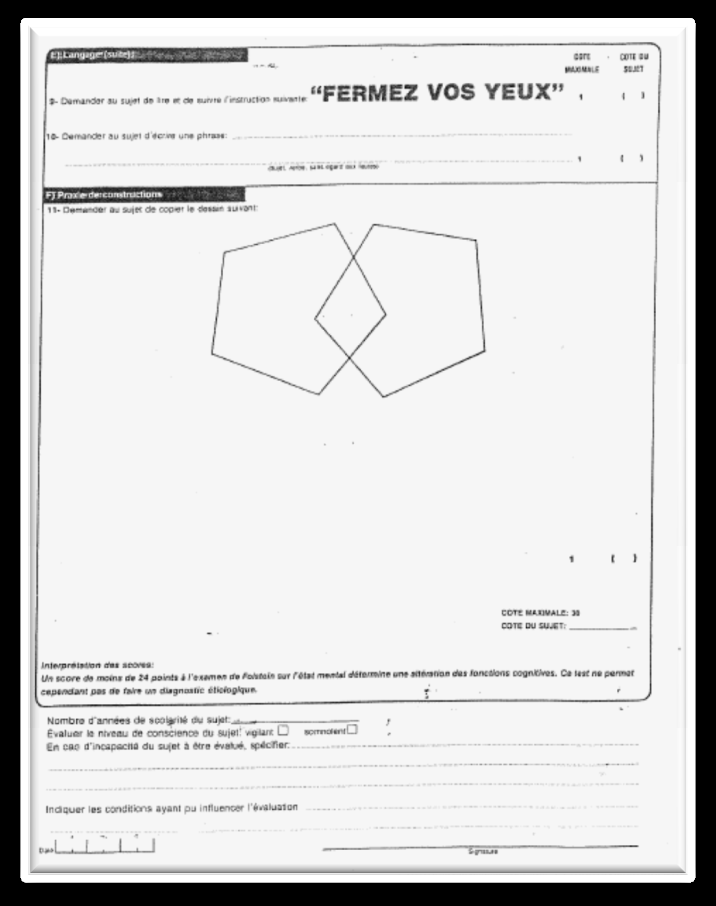 E) Langage (suite)
COTE MAXIMALE
COTE DU SUJET
9- Demander au sujet de lire et de suivre l'instruction suivante "FERMEZ VOS YEUX" 1 ( )
10- Demander au sujet d'écrire une phrase:
1 ( )
(sujet, verbe, sans égard aux fautes)
F) Praxie de constructions
11- Demander au sujet de copier le dessin suivant:
1 ( )
COTE MAXIMALE: 30
COTE DU SUJET:
Interprétation des scores:
Un score de moins de 24 points à l'examen de Folstein sur l'état mental détermine une altération des fonctions cognitives. Ce test ne permet
cependant pas de faire un diagnostic étiologique.
Nombre d'années de scolarité du sujet:
Évaluer le niveau de conscience du sujet: vigilant somnolent
En cas d'incapacité du sujet à être évalué, spécifier:
Indiquer les conditions ayant pu influencer l'évaluation
Date
Signature